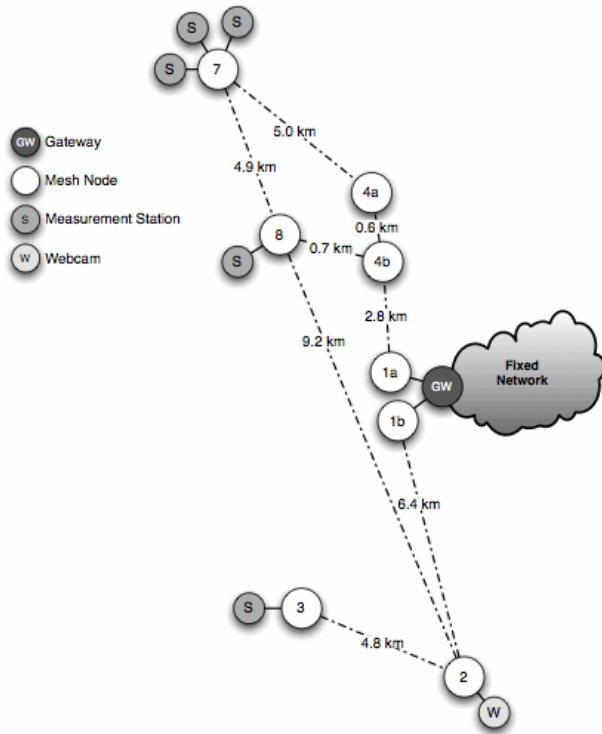 S
S
S
7
5.0 km
4.9 km
GW Gateway
Mesh Node
S Measurement Station
W Webcam
4a
0.6 km
8
0.7 km
4b
S
2.8 km
9.2 km
1a
GW
Fixed
Network
1b
6.4 km
S
3
4.8 km
2
W